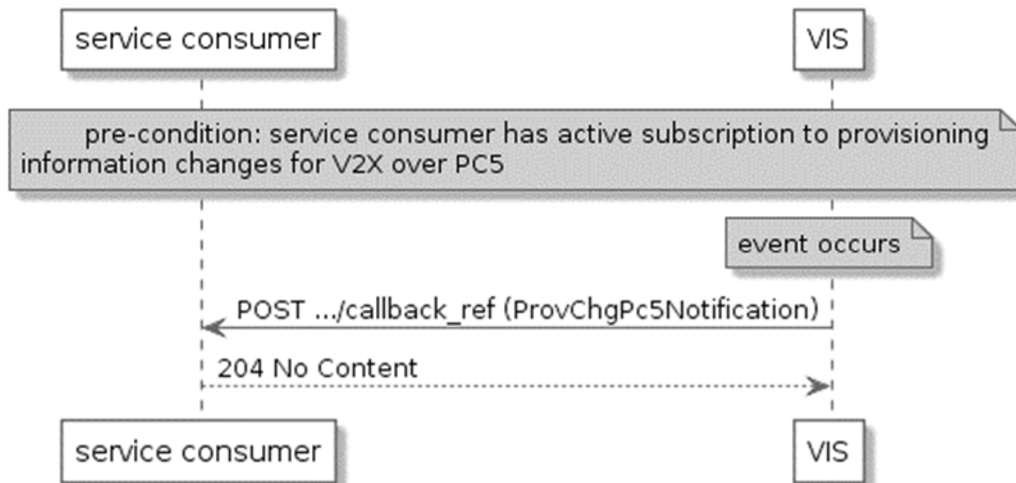 service consumer
VIS
pre-condition: service consumer has active subscription to provisioning
information changes for V2X over PC5
event occurs
POST .../callback_ref (ProvChgPc5Notification)
204 No Content
service consumer
VIS